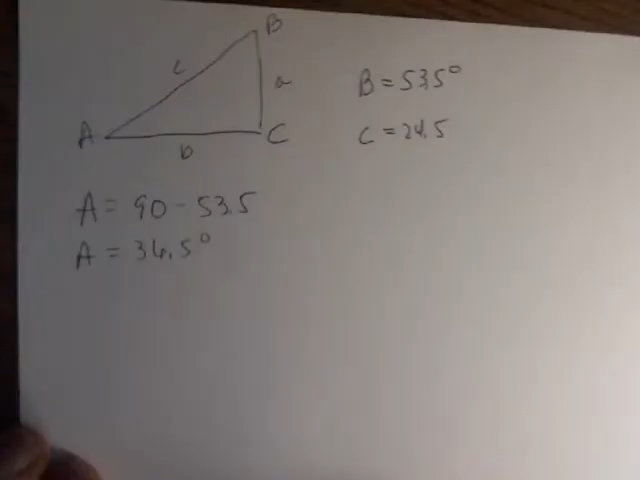 B
c
a
A
C
b
B = 53.5°
c = 24.5
A = 90 - 53.5
A = 36.5°